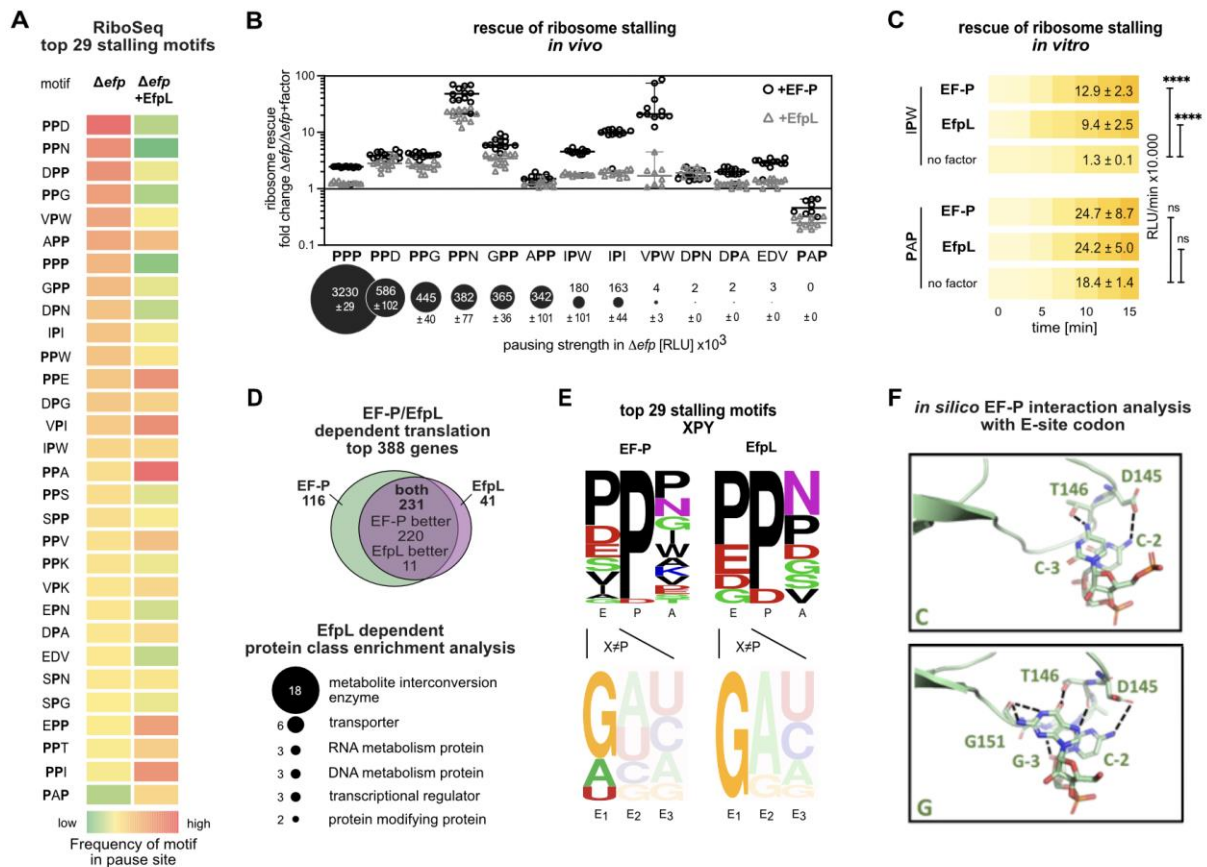 A
RiboSeq
top 29 stalling motifs
motif
Δefp
Δefp
+EfpL
PPD
PPN
DPP
PPG
VPW
APP
PPP
GPP
DPN
IPI
PPW
PPE
DPG
VPI
IPW
PPA
PPS
SPP
PPV
PPK
VPK
EPN
DPA
EDV
SPN
SPG
EPP
PPT
PPI
PAP
low
high
Frequency of motif
in pause site
B
rescue of ribosome stalling
in vivo
ribosome rescue
fold change Δefp/Δefp+factor
100
10
1
0.1
+EF-P
+EfpL
PPP PPD PPG PPN GPP APP IPW IPI VPW DPN DPA EDV PAP
3230 586 445 382 365 342 180 163 4 2 2 3 0
± 29 ± 102 ± 40 ± 77 ± 36 ± 101 ± 101 ± 44 ± 3 ± 0 ± 0 ± 0 ± 0
pausing strength in Δefp [RLU] x10³
C
rescue of ribosome stalling
in vitro
IPW
EF-P 12.9 ± 2.3
EfpL 9.4 ± 2.5
no factor 1.3 ± 0.1
****
****
PAP
EF-P 24.7 ± 8.7
EfpL 24.2 ± 5.0
no factor 18.4 ± 1.4
ns
ns
RLU/min x10.000
0 5 10 15
time [min]
D
EF-P/EfpL
dependent translation
top 388 genes
EF-P
116
both
231
EF-P better
220
EfpL better
11
EfpL
41
EfpL dependent
protein class enrichment analysis
18 metabolite interconversion
enzyme
6 transporter
3 RNA metabolism protein
3 DNA metabolism protein
3 transcriptional regulator
2 protein modifying protein
E
top 29 stalling motifs
XPY
EF-P
EfpL
E P A
E P A
X≠P
X≠P
E1 E2 E3
E1 E2 E3
F
in silico EF-P interaction analysis
with E-site codon
D145
T146
C-2
C-3
C
T146
D145
G151
G-3
C-2
G